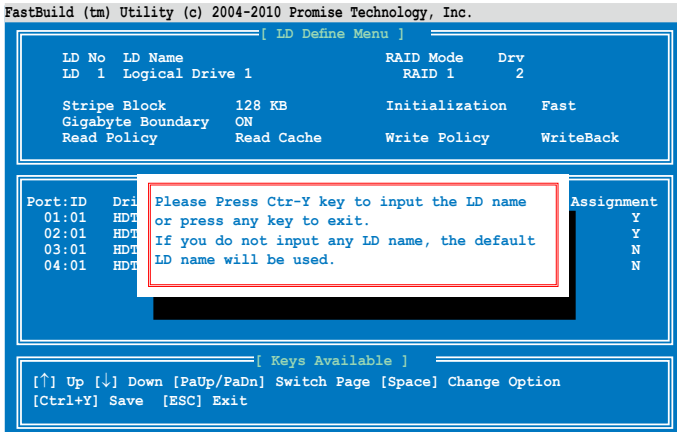 FastBuild (tm) Utility (c) 2004-2010 Promise Technology, Inc.
[ LD Define Menu ]
LD No LD Name RAID Mode Drv
LD 1 Logical Drive 1 RAID 1 2
Stripe Block 128 KB Initialization Fast
Gigabyte Boundary ON
Read Policy Read Cache Write Policy WriteBack
Port:ID Dri Assignment
01:01 HDT Y
02:01 HDT Y
03:01 HDT N
04:01 HDT N
Please Press Ctr-Y key to input the LD name
or press any key to exit.
If you do not input any LD name, the default
LD name will be used.
[ Keys Available ]
[↑] Up [↓] Down [PaUp/PaDn] Switch Page [Space] Change Option
[Ctrl+Y] Save [ESC] Exit